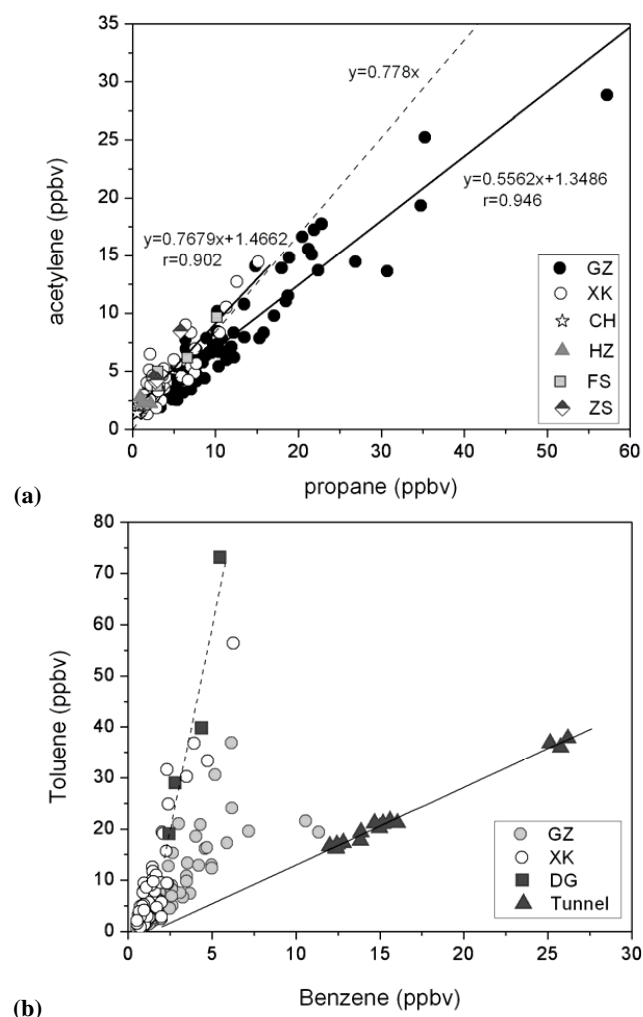 35
30
25
20
15
10
5
0
acetylene (ppbv)
y=0.778x
y=0.5562x+1.3486
r=0.946
y=0.7679x+1.4662
r=0.902
GZ
XK
CH
HZ
FS
ZS
0 10 20 30 40 50 60
propane (ppbv)
(a)
80
70
60
50
40
30
20
10
0
Toluene (ppbv)
GZ
XK
DG
Tunnel
0 5 10 15 20 25 30
Benzene (ppbv)
(b)